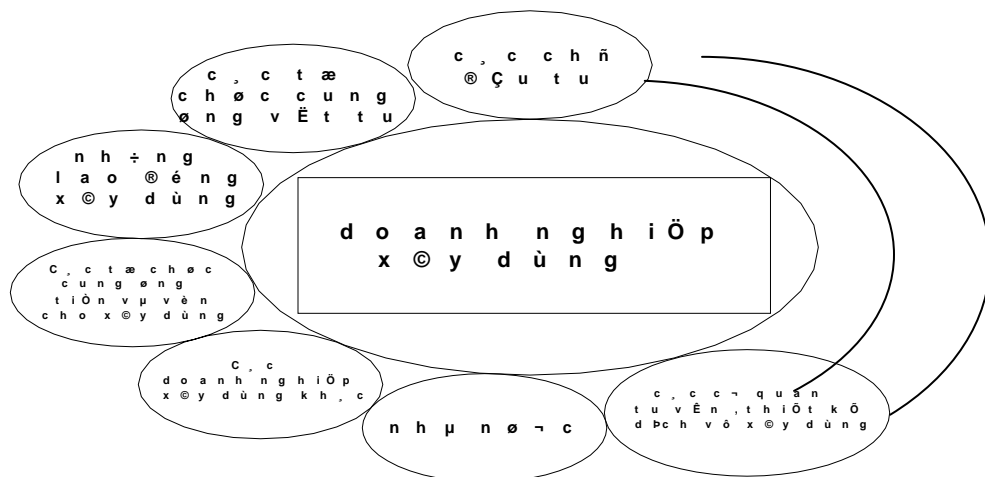 c¸c chñ
®Çu tu
c¸c tæ
chøc cung
øng vËt tu
nh÷ng
lao ®éng
x©y dùng
doanh nghiÖp
x©y dùng
C¸c tæ chøc
cung øng
tiÒn vµ vèn
cho x©y dùng
C¸c
doanh nghiÖp
x©y dùng kh¸c
nhµ nø¬c
c¸c c¬ quan
tu vÊn ,thiÕt kÕ
dÞch vô x©y dùng